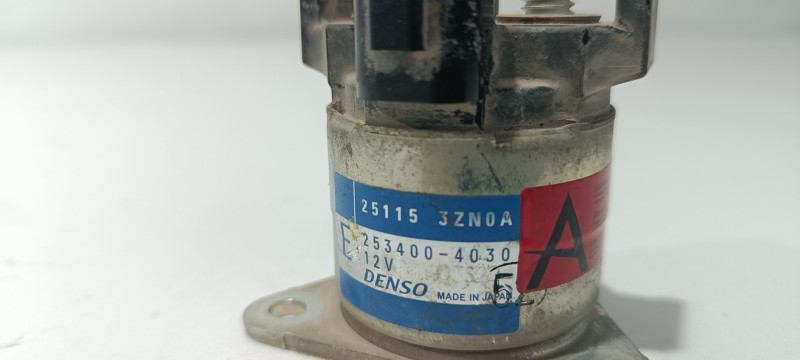 25115 3ZN0A
A
E 253400-4030
12V
DENSO MADE IN JAPAN